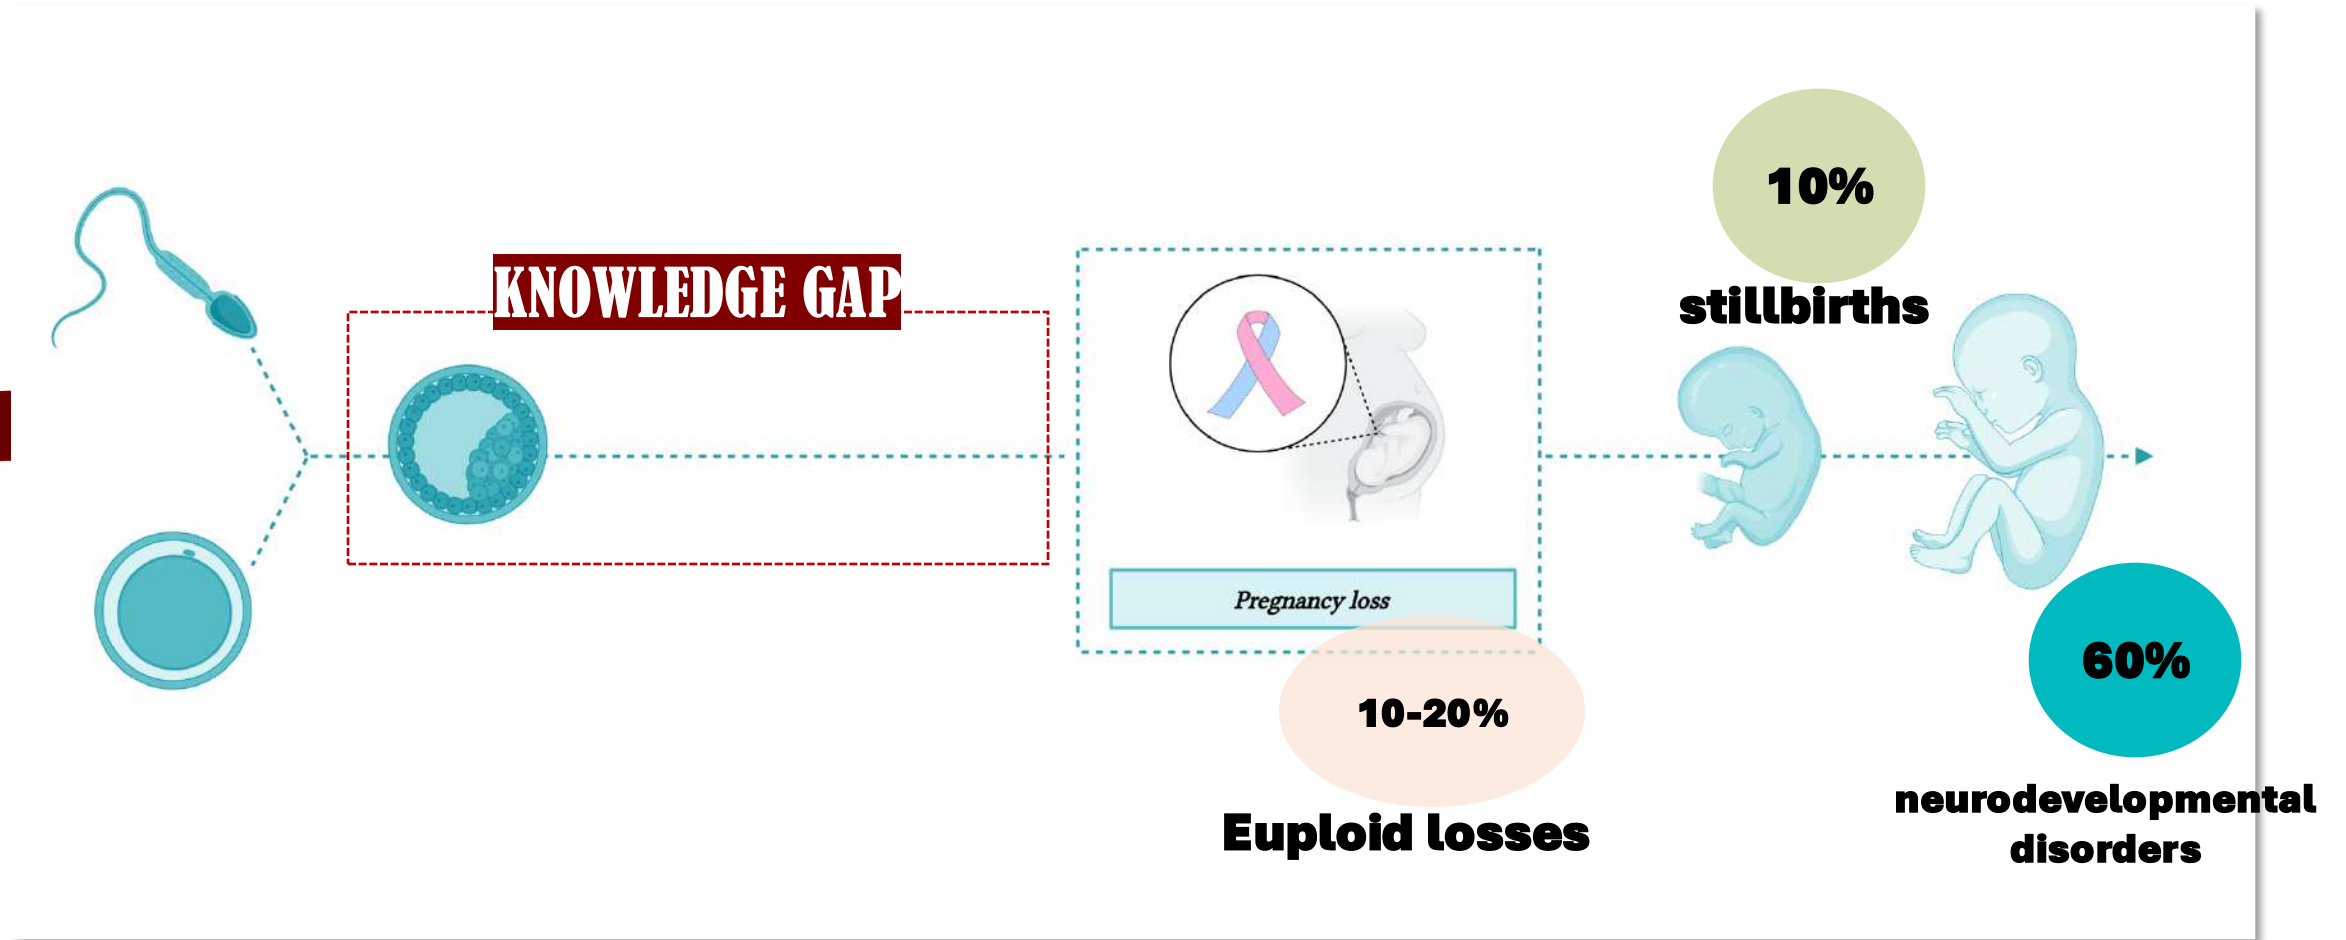 KNOWLEDGE GAP
Pregnancy loss
10-20%
Euploid losses
10%
stillbirths
60%
neurodevelopmental
disorders